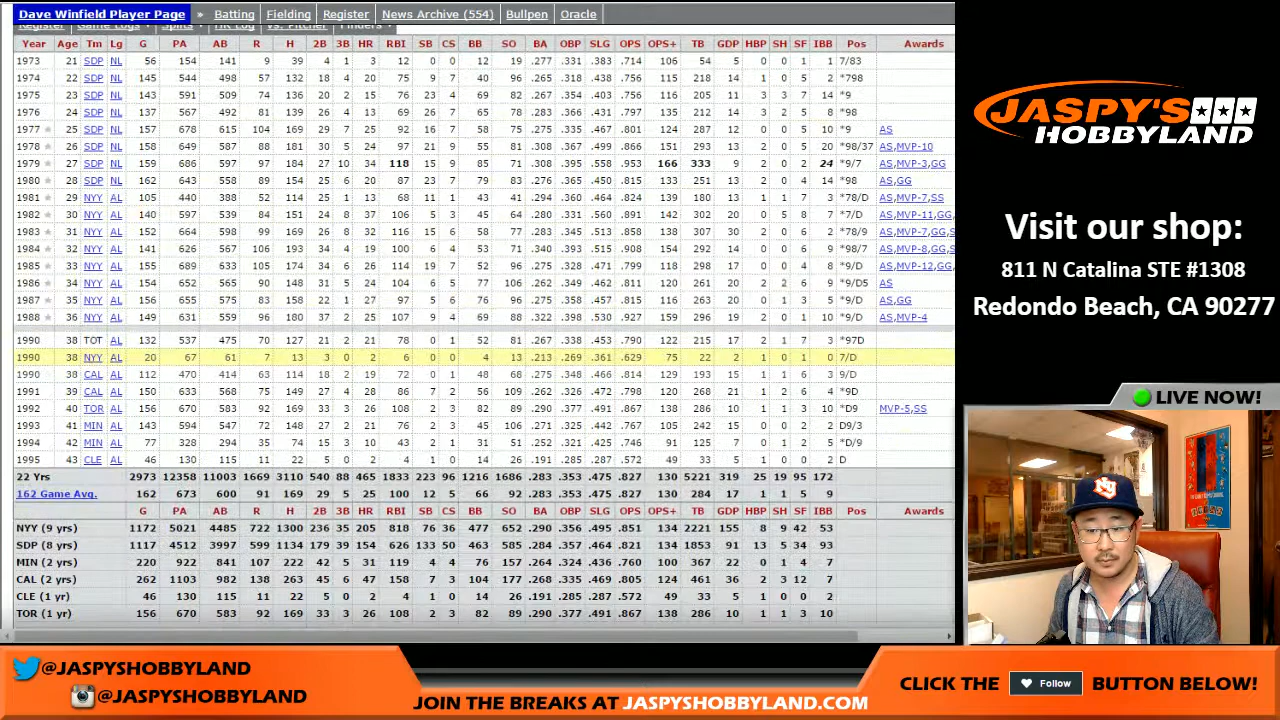 Dave Winfield Player Page » Batting Fielding Register News Archive (554) Bullpen Oracle
Year Age Tm Lg G PA AB R H 2B 3B HR RBI SB CS BB SO BA OBP SLG OPS OPS+ TB GDP HBP SH SF IBB Pos Awards
1973 21 SDP NL 56 154 141 9 39 4 1 3 12 0 0 12 19 .277 .331 .383 .714 106 54 5 0 0 1 1 7/83
1974 22 SDP NL 145 544 498 57 132 18 4 20 75 9 7 40 96 .265 .318 .438 .756 115 218 14 1 0 5 2 *798
1975 23 SDP NL 143 591 509 74 136 20 2 15 76 23 4 69 82 .267 .354 .403 .756 116 205 11 3 3 7 14 *9
1976 24 SDP NL 137 567 492 81 139 26 4 13 69 26 7 65 78 .283 .366 .431 .797 135 212 14 3 2 5 8 *98
1977 25 SDP NL 157 678 615 104 169 29 7 25 92 16 7 58 75 .275 .335 .467 .801 124 287 12 0 0 5 10 *9 AS
1978 26 SDP NL 158 649 587 88 181 30 5 24 97 21 9 55 81 .308 .367 .499 .866 151 293 13 2 0 5 20 *98/37 AS,MVP-10
1979 27 SDP NL 159 686 597 97 184 27 10 34 118 15 9 85 71 .308 .395 .558 .953 166 333 9 2 0 2 24 *9/7 AS,MVP-3,GG
1980 28 SDP NL 162 643 558 89 154 25 6 20 87 23 7 79 83 .276 .365 .450 .815 133 251 13 2 0 4 14 *98 AS,GG
1981 29 NYY AL 105 440 388 52 114 25 1 13 68 11 1 43 41 .294 .360 .464 .824 139 180 13 1 1 7 3 *78/D AS,MVP-7,SS
1982 30 NYY AL 140 597 539 84 151 24 8 37 106 5 3 45 64 .280 .331 .560 .891 142 302 20 0 5 8 7 *7/D AS,MVP-11,GG,
1983 31 NYY AL 152 664 598 99 169 20 8 32 116 15 6 58 77 .283 .345 .513 .858 138 307 30 2 0 6 2 *78/9 AS,MVP-7,GG,S
1984 32 NYY AL 141 626 567 106 193 34 4 19 100 6 4 53 71 .340 .393 .515 .908 154 292 14 0 0 6 9 *98/7 AS,MVP-8,GG,S
1985 33 NYY AL 155 689 633 105 174 34 6 26 114 19 7 52 96 .275 .328 .471 .799 118 298 17 0 0 4 8 *9/D AS,MVP-12,GG,
1986 34 NYY AL 154 652 565 90 148 31 5 24 104 6 5 77 106 .262 .349 .462 .811 120 261 20 2 2 6 9 *9/D5 AS
1987 35 NYY AL 156 655 575 83 158 22 1 27 97 5 6 76 96 .275 .358 .457 .815 116 263 20 0 1 3 5 *9/D AS,GG
1988 36 NYY AL 149 631 559 96 180 37 2 25 107 9 4 69 88 .322 .398 .530 .927 159 296 19 2 0 1 10 *9/D AS,MVP-4
1990 38 TOT AL 132 537 475 70 127 21 2 21 78 0 1 52 81 .267 .338 .453 .790 122 215 17 2 1 7 3 *97D
1990 38 NYY AL 20 67 61 7 13 3 0 2 6 0 0 4 13 .213 .269 .361 .629 75 22 2 1 0 1 0 7/D
1990 38 CAL AL 112 470 414 63 114 18 2 19 72 0 1 48 68 .275 .348 .466 .814 129 193 15 1 1 6 3 9/D
1991 39 CAL AL 150 633 568 75 149 27 4 28 86 7 2 56 109 .262 .326 .472 .798 120 268 21 1 2 6 4 *9D
1992 40 TOR AL 156 670 583 92 169 33 3 26 108 2 3 82 89 .290 .377 .491 .867 138 286 10 1 1 3 10 *D9 MVP-5,SS
1993 41 MIN AL 143 594 547 72 148 27 2 21 76 2 3 45 106 .271 .325 .442 .767 105 242 15 0 0 2 2 D9/3
1994 42 MIN AL 77 328 294 35 74 15 3 10 43 2 1 31 51 .252 .321 .425 .746 91 125 7 0 1 2 5 *D/9
1995 43 CLE AL 46 130 115 11 22 5 0 2 4 1 0 14 26 .191 .285 .287 .572 49 33 5 1 0 0 2 D
22 Yrs 2973 12358 11003 1669 3110 540 88 465 1833 223 96 1216 1686 .283 .353 .475 .827 130 5221 319 25 19 95 172
162 Game Avg. 162 673 600 91 169 29 5 25 100 12 5 66 92 .283 .353 .475 .827 130 284 17 1 1 5 9
G PA AB R H 2B 3B HR RBI SB CS BB SO BA OBP SLG OPS OPS+ TB GDP HBP SH SF IBB Pos Awards
NYY (9 yrs) 1172 5021 4485 722 1300 236 35 205 818 76 36 477 652 .290 .356 .495 .851 134 2221 155 8 9 42 53
SDP (8 yrs) 1117 4512 3997 599 1134 179 39 154 626 133 50 463 585 .284 .357 .464 .821 134 1853 91 13 5 34 93
MIN (2 yrs) 220 922 841 107 222 42 5 31 119 4 4 76 157 .264 .324 .436 .760 100 367 22 0 1 4 7
CAL (2 yrs) 262 1103 982 138 263 45 6 47 158 7 3 104 177 .268 .335 .469 .805 124 461 36 2 3 12 7
CLE (1 yr) 46 130 115 11 22 5 0 2 4 1 0 14 26 .191 .285 .287 .572 49 33 5 1 0 0 2
TOR (1 yr) 156 670 583 92 169 33 3 26 108 2 3 82 89 .290 .377 .491 .867 138 286 10 1 1 3 10
JASPY'S
HOBBYLAND
Visit our shop:
811 N Catalina STE #1308
Redondo Beach, CA 90277
LIVE NOW!
@JASPYSHOBBYLAND
@JASPYSHOBBYLAND
JOIN THE BREAKS AT JASPYSHOBBYLAND.COM
CLICK THE Follow BUTTON BELOW!